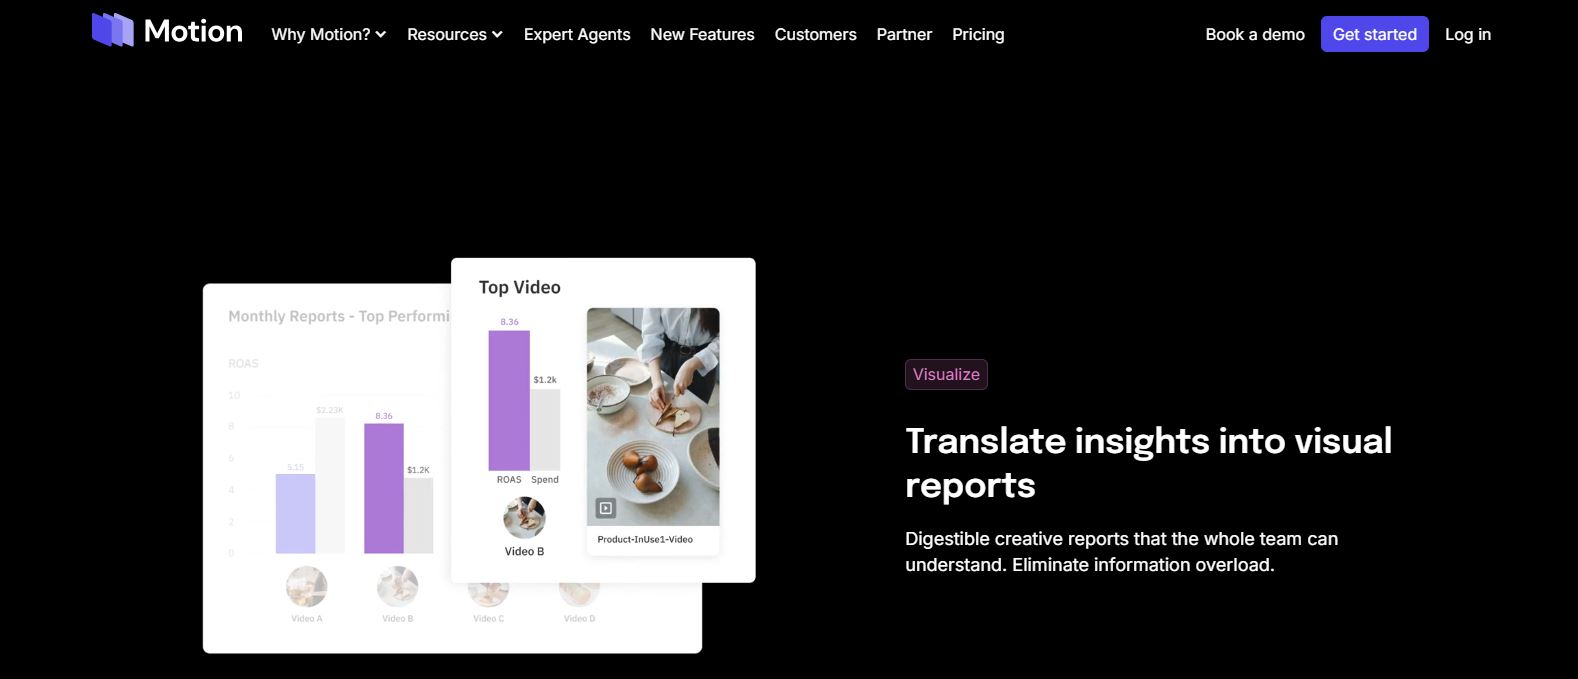 Motion
Why Motion?
Resources
Expert Agents
New Features
Customers
Partner
Pricing
Book a demo
Get started
Log in
Monthly Reports - Top Performi
ROAS
10
8
6
4
2
0
5.15
$2.23K
8.36
$1.2K
Video A
Video B
Video C
Video D
Top Video
8.36
$1.2k
ROAS Spend
Video B
Product-InUse1-Video
Visualize
Translate insights into visual
reports
Digestible creative reports that the whole team can
understand. Eliminate information overload.